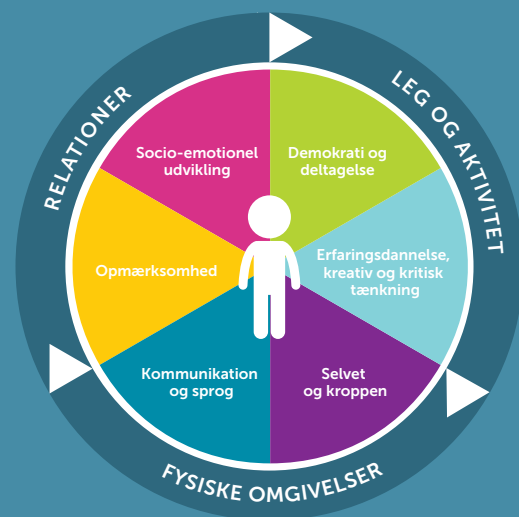 RELATIONER
LEG OG AKTIVITET
Socio-emotionel
udvikling
Demokrati og
deltagelse
Opmærksomhed
Erfaringsdannelse,
kreativ og kritisk
tænkning
Kommunikation
og sprog
Selvet
og kroppen
FYSISKE OMGIVELSER